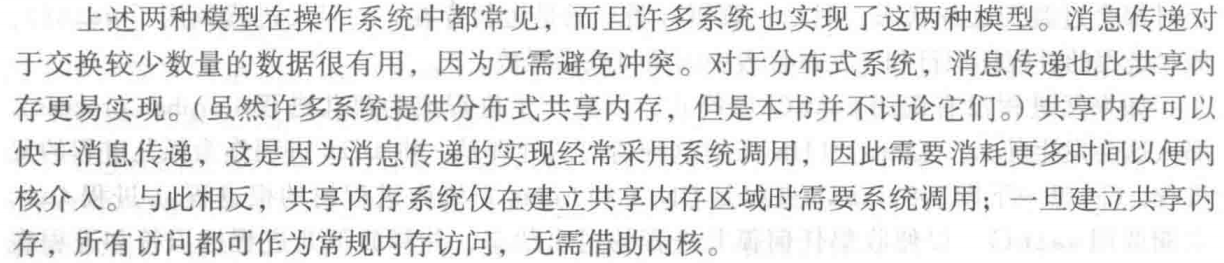 上述两种模型在操作系统中都常见，而且许多系统也实现了这两种模型。消息传递对
于交换较少数量的数据很有用，因为无需避免冲突。对于分布式系统，消息传递也比共享内
存更易实现。（虽然许多系统提供分布式共享内存，但是本书并不讨论它们。）共享内存可以
快于消息传递，这是因为消息传递的实现经常采用系统调用，因此需要消耗更多时间以便内
核介入。与此相反，共享内存系统仅在建立共享内存区域时需要系统调用；一旦建立共享内
存，所有访问都可作为常规内存访问，无需借助内核。